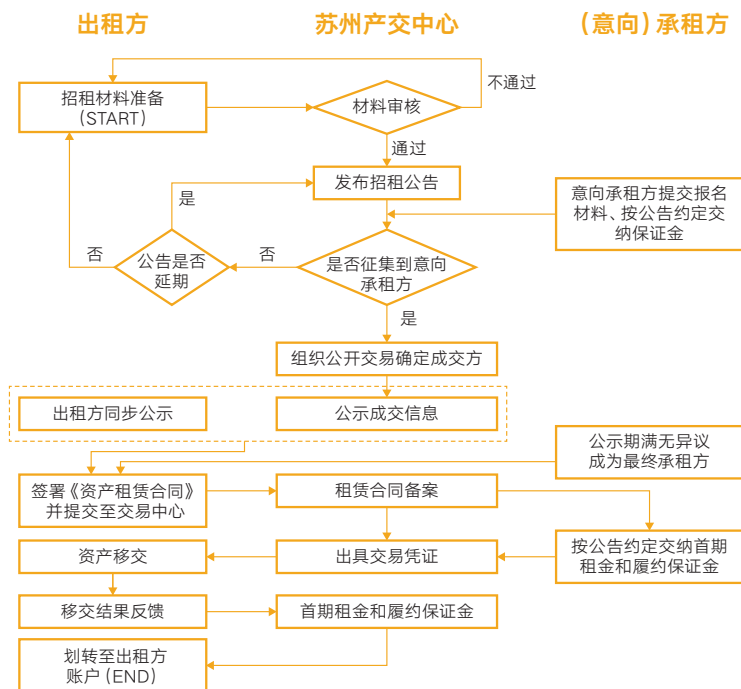 出租方
苏州产交中心
(意向)承租方
不通过
招租材料准备
(START)
材料审核
通过
发布招租公告
是
意向承租方提交报名
材料、按公告约定交
纳保证金
否
公告是否
延期
否
是否征集到意向
承租方
是
组织公开交易确定成交方
出租方同步公示
公示成交信息
公示期满无异议
成为最终承租方
签署《资产租赁合同》
并提交至交易中心
租赁合同备案
资产移交
出具交易凭证
按公告约定交纳首期
租金和履约保证金
移交结果反馈
首期租金和履约保证金
划转至出租方
账户(END)